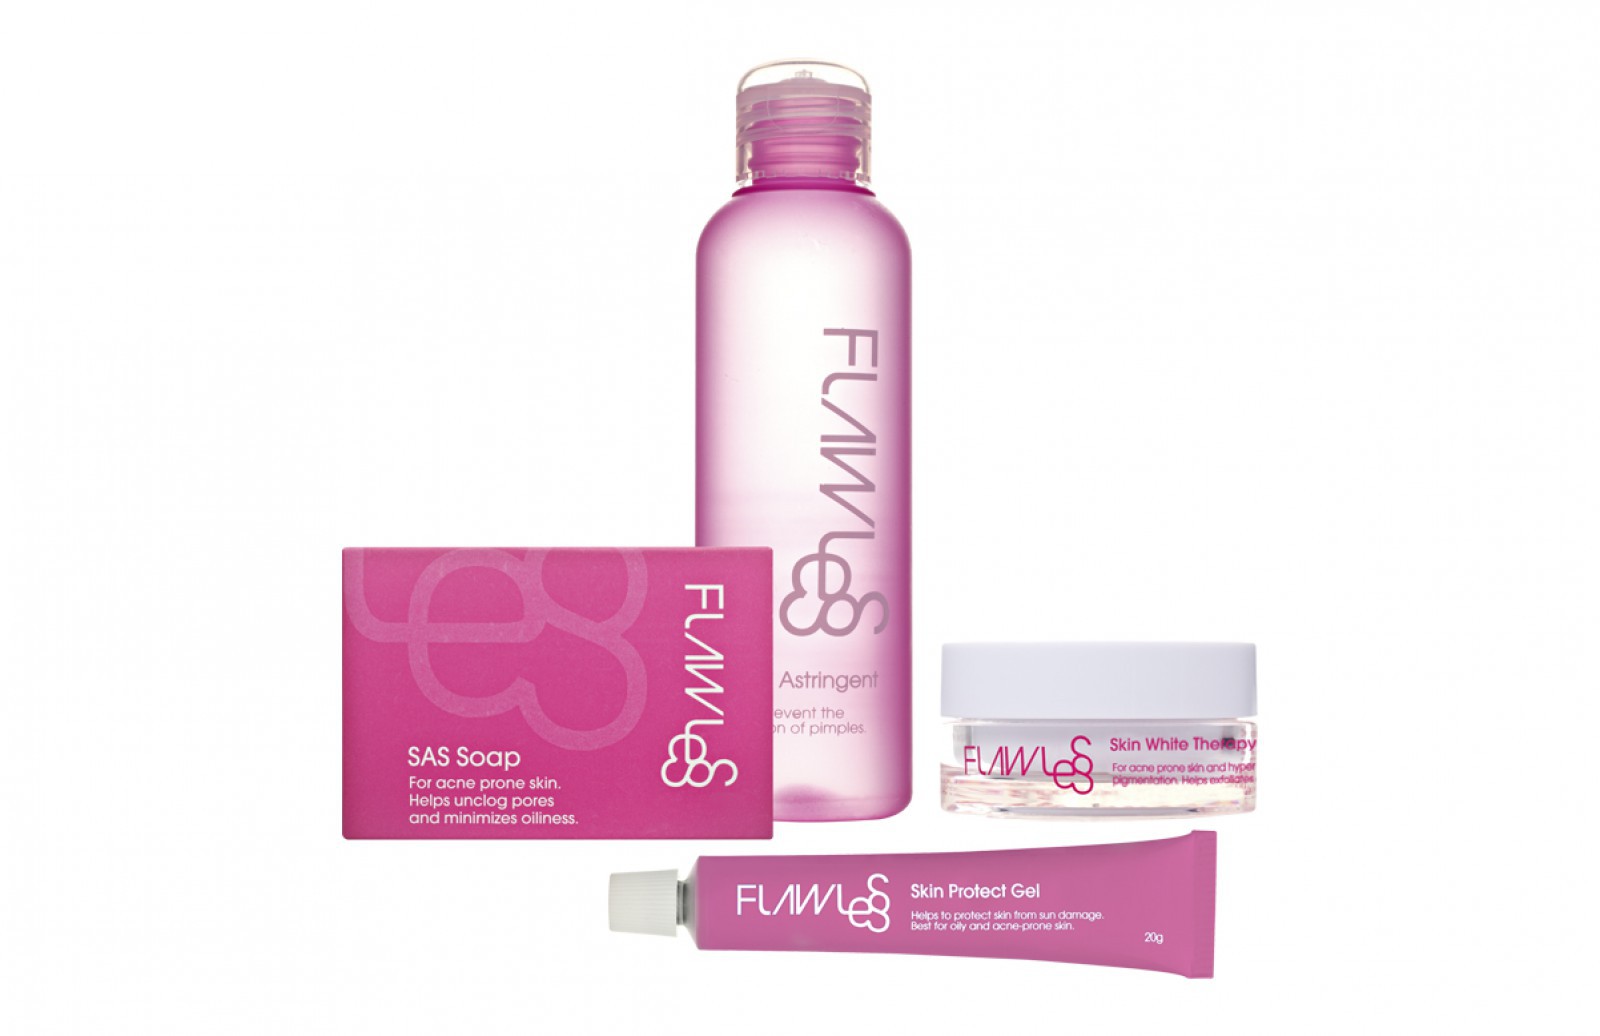 FLAWLESS
Astringent
the
of pimples.
FLAWLESS
SAS Soap
For acne prone skin.
Helps unclog pores
and minimizes oiliness.
FLAWLESS
Skin White Therapy
For acne prone skin and hyper
pigmentation. Helps exfoliate
FLAWLESS
Skin Protect Gel
Helps to protect skin from sun damage.
Best for oily and acne-prone skin.
20g